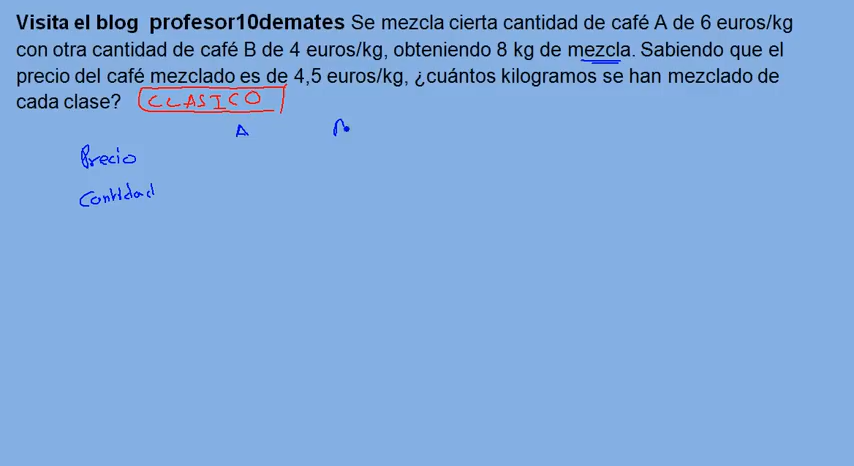 Visita el blog profesor10demates Se mezcla cierta cantidad de café A de 6 euros/kg
con otra cantidad de café B de 4 euros/kg, obteniendo 8 kg de mezcla. Sabiendo que el
precio del café mezclado es de 4,5 euros/kg, ¿cuántos kilogramos se han mezclado de
cada clase? CLASICO
A
Precio
Cantidad